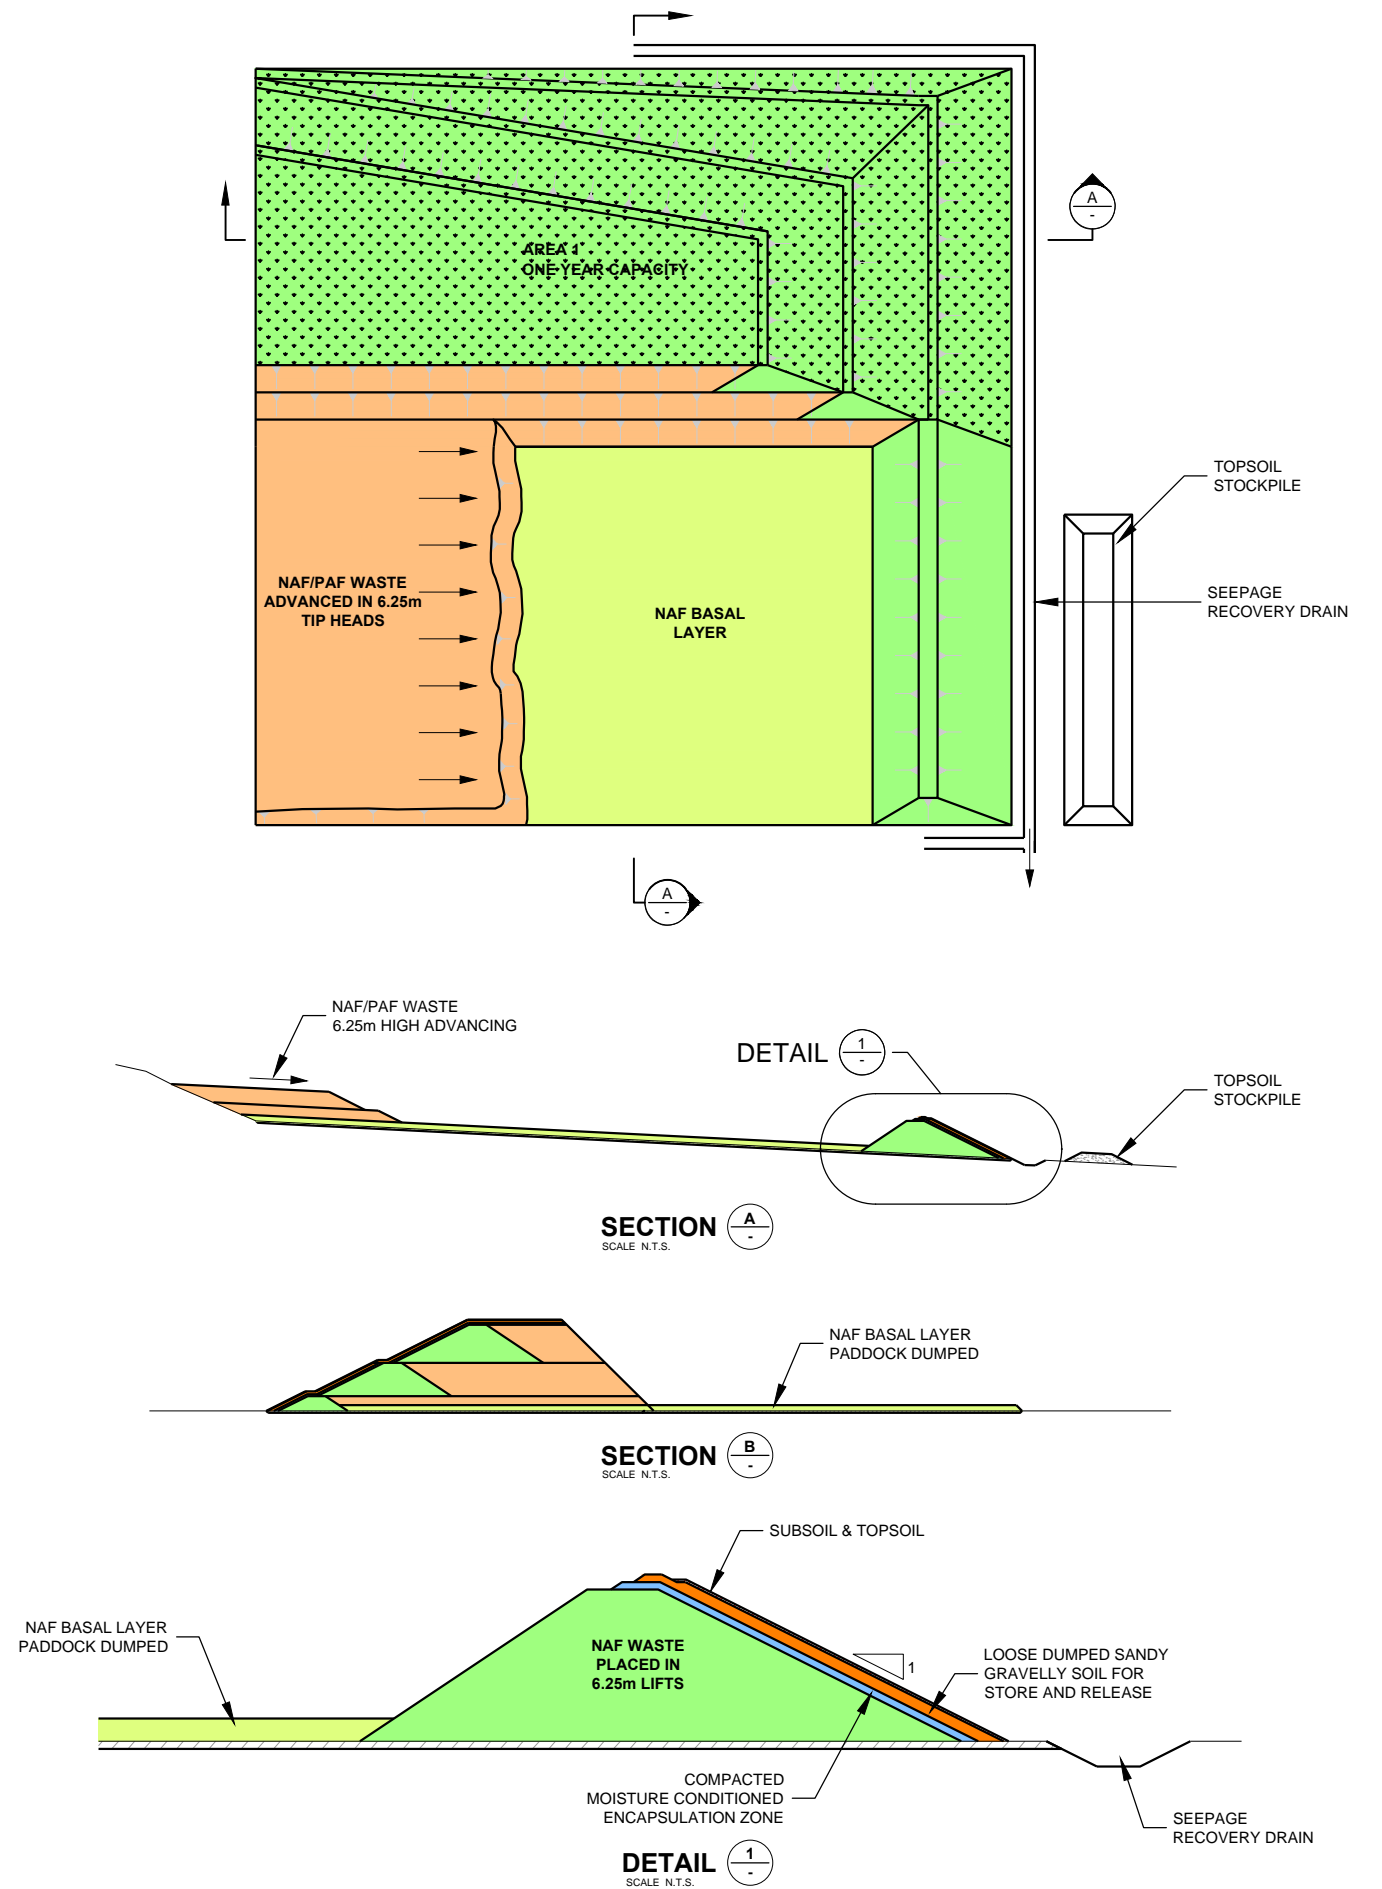 A
-
AREA 1
ONE YEAR CAPACITY
TOPSOIL
STOCKPILE
NAF/PAF WASTE
ADVANCED IN 6.25m
TIP HEADS
NAF BASAL
LAYER
SEEPAGE
RECOVERY DRAIN
A
-
NAF/PAF WASTE
6.25m HIGH ADVANCING
DETAIL 1
-
TOPSOIL
STOCKPILE
SECTION A
-
SCALE N.T.S.
NAF BASAL LAYER
PADDOCK DUMPED
SECTION B
-
SCALE N.T.S.
SUBSOIL & TOPSOIL
NAF BASAL LAYER
PADDOCK DUMPED
NAF WASTE
PLACED IN
6.25m LIFTS
1
LOOSE DUMPED SANDY
GRAVELLY SOIL FOR
STORE AND RELEASE
COMPACTED
MOISTURE CONDITIONED
ENCAPSULATION ZONE
SEEPAGE
RECOVERY DRAIN
DETAIL 1
-
SCALE N.T.S.